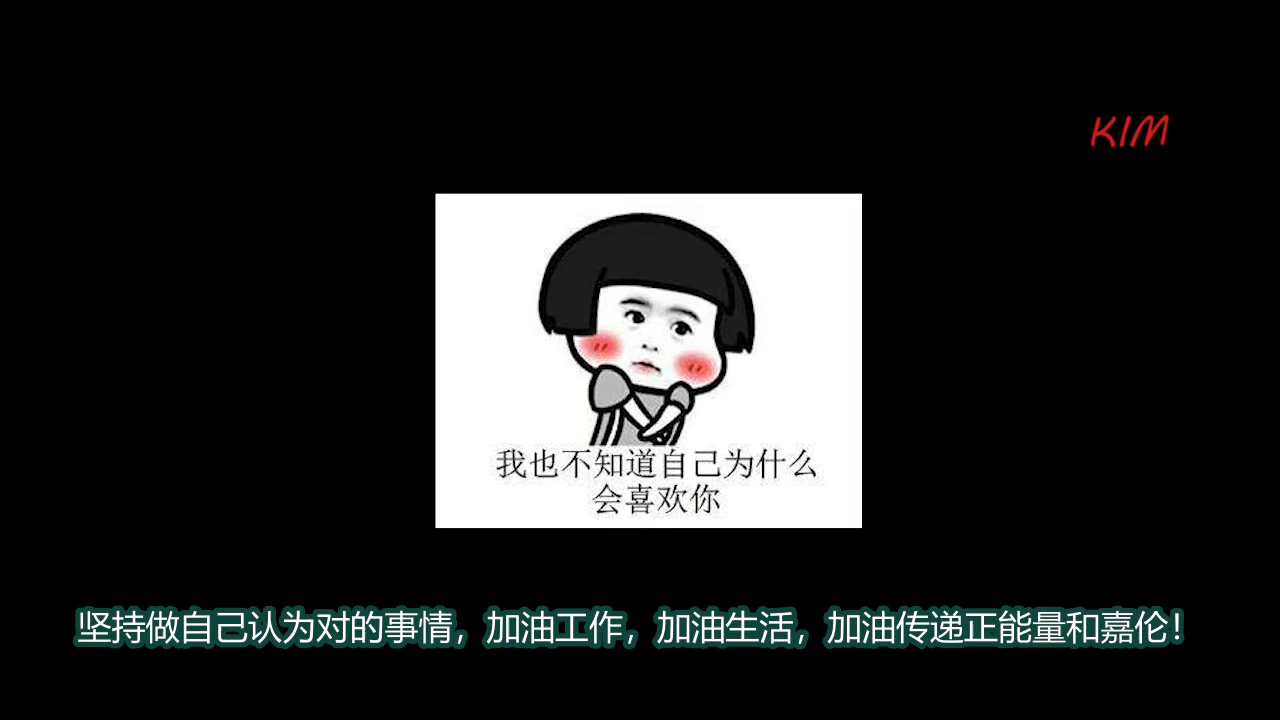 KIM
我也不知道自己为什么
会喜欢你
坚持做自己认为对的事情，加油工作，加油生活，加油传递正能量和嘉伦！